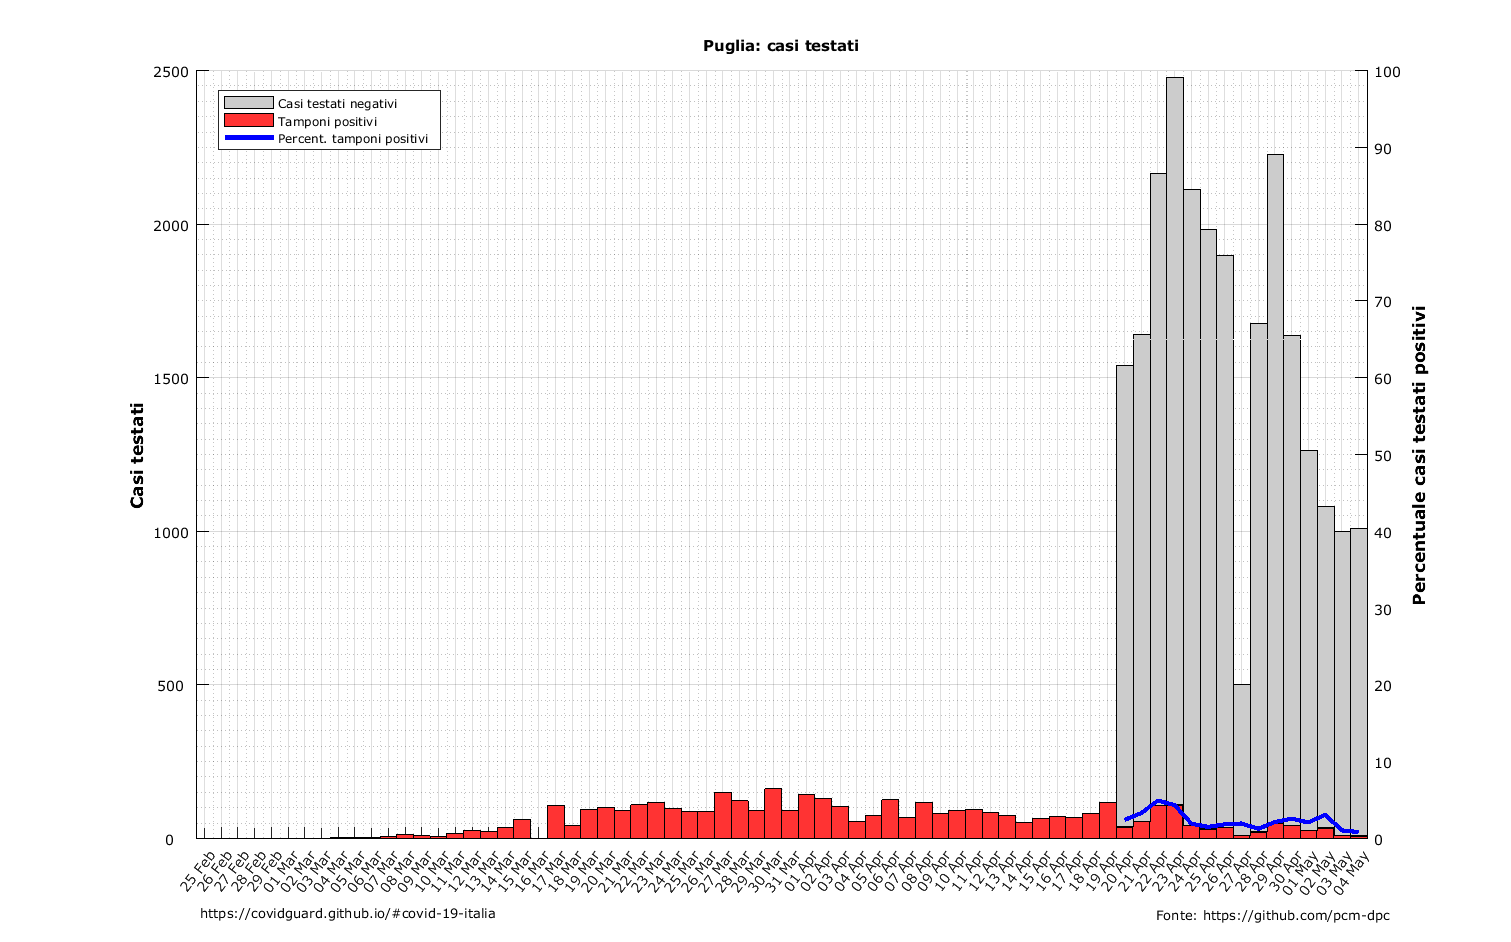 Puglia: casi testati
2500
2000
1500
1000
500
0
100
90
80
70
60
50
40
30
20
10
0
Casi testati negativi
Tamponi positivi
Percent. tamponi positivi
Casi testati
Percentuale casi testati positivi
25 Feb
26 Feb
27 Feb
28 Feb
29 Feb
01 Mar
02 Mar
03 Mar
04 Mar
05 Mar
06 Mar
07 Mar
08 Mar
09 Mar
10 Mar
11 Mar
12 Mar
13 Mar
14 Mar
15 Mar
16 Mar
17 Mar
18 Mar
19 Mar
20 Mar
21 Mar
22 Mar
23 Mar
24 Mar
25 Mar
26 Mar
27 Mar
28 Mar
29 Mar
30 Mar
31 Mar
01 Apr
02 Apr
03 Apr
04 Apr
05 Apr
06 Apr
07 Apr
08 Apr
09 Apr
10 Apr
11 Apr
12 Apr
13 Apr
14 Apr
15 Apr
16 Apr
17 Apr
18 Apr
19 Apr
20 Apr
21 Apr
22 Apr
23 Apr
24 Apr
25 Apr
26 Apr
27 Apr
28 Apr
29 Apr
30 Apr
01 May
02 May
03 May
04 May
https://covidguard.github.io/#covid-19-italia
Fonte: https://github.com/pcm-dpc